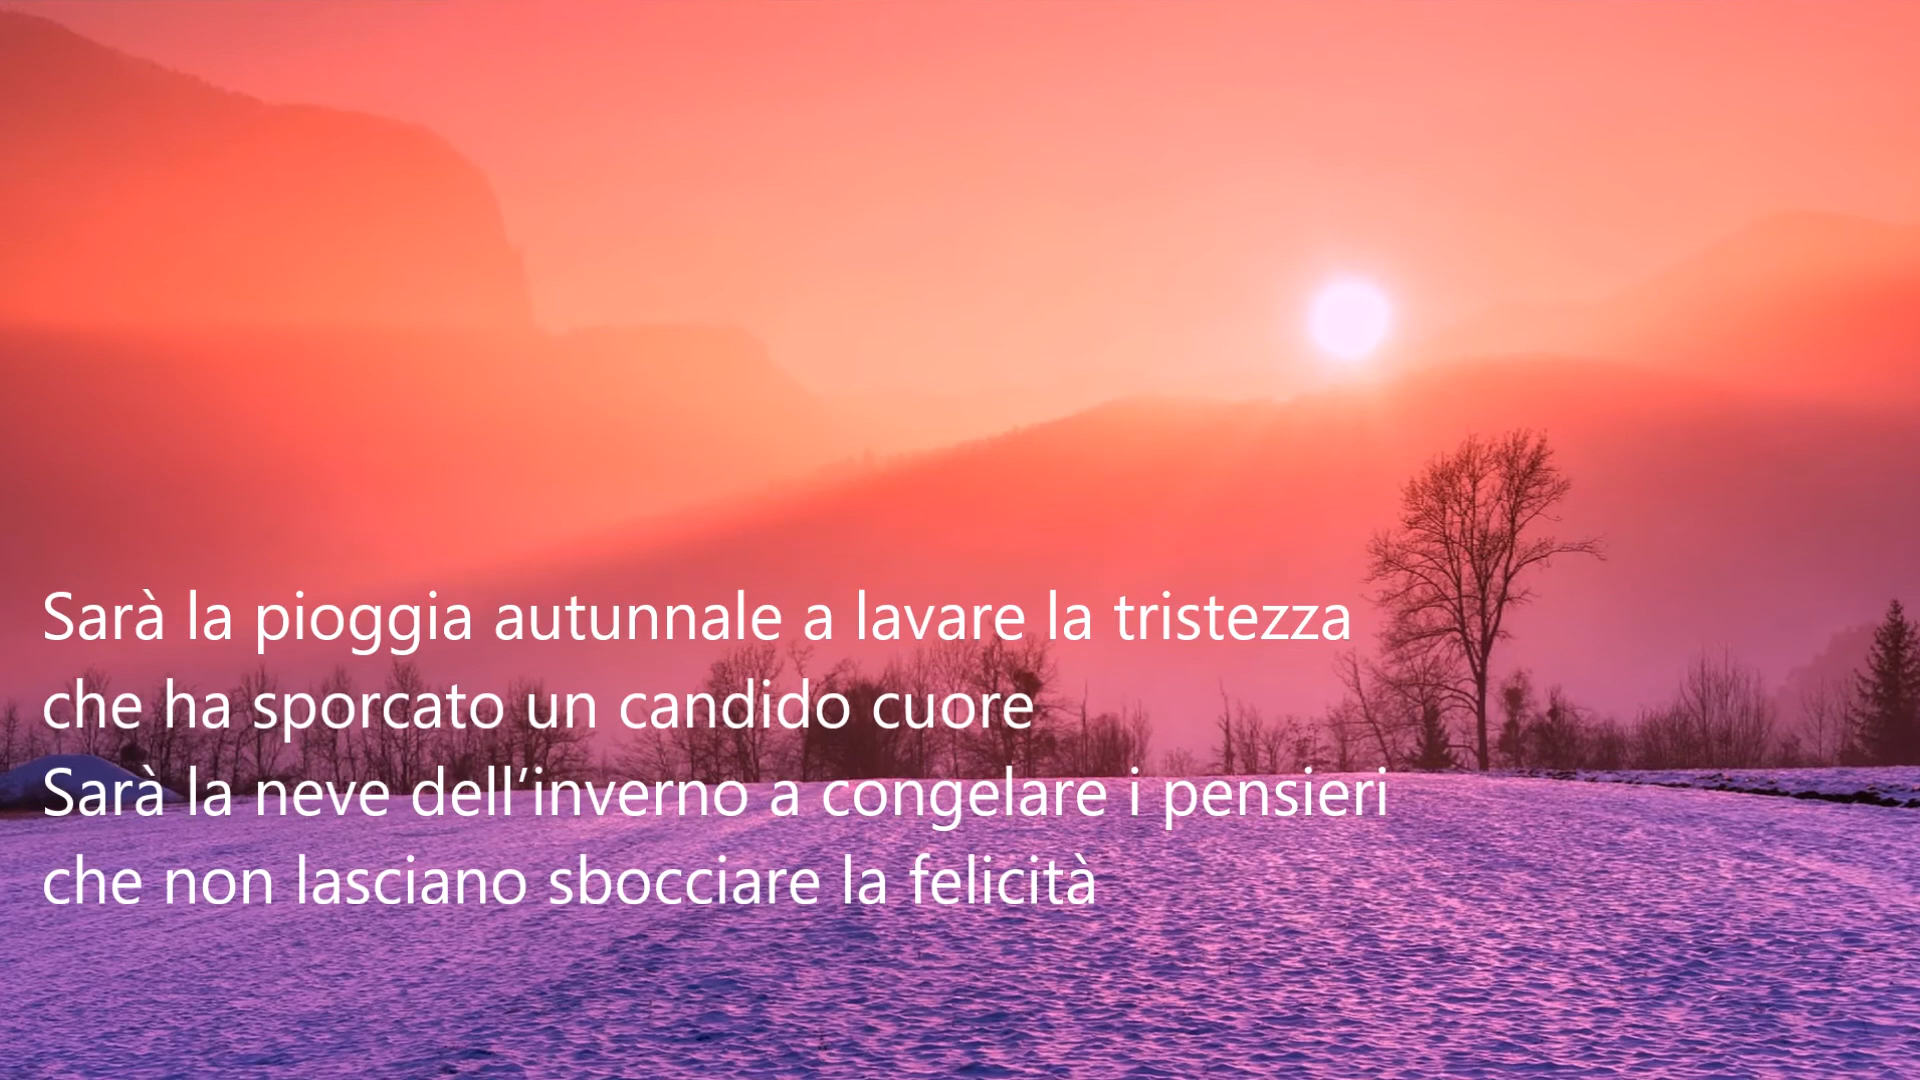 Sarà la pioggia autunnale a lavare la tristezza
che ha sporcato un candido cuore
Sarà la neve dell’inverno a congelare i pensieri
che non lasciano sbocciare la felicità